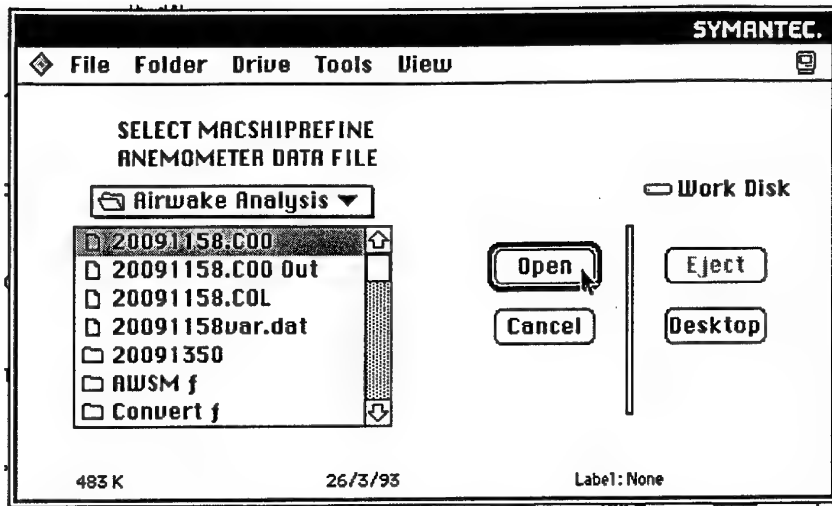 SYMANTEC.
File Folder Drive Tools View
SELECT MACSHIPREFINE
ANEMOMETER DATA FILE
Airwake Analysis
Work Disk
20091158.C00
20091158.C00 Out
20091158.COL
20091158var.dat
20091350
AWSM ƒ
Convert ƒ
Open
Eject
Cancel
Desktop
483 K
26/3/93
Label: None